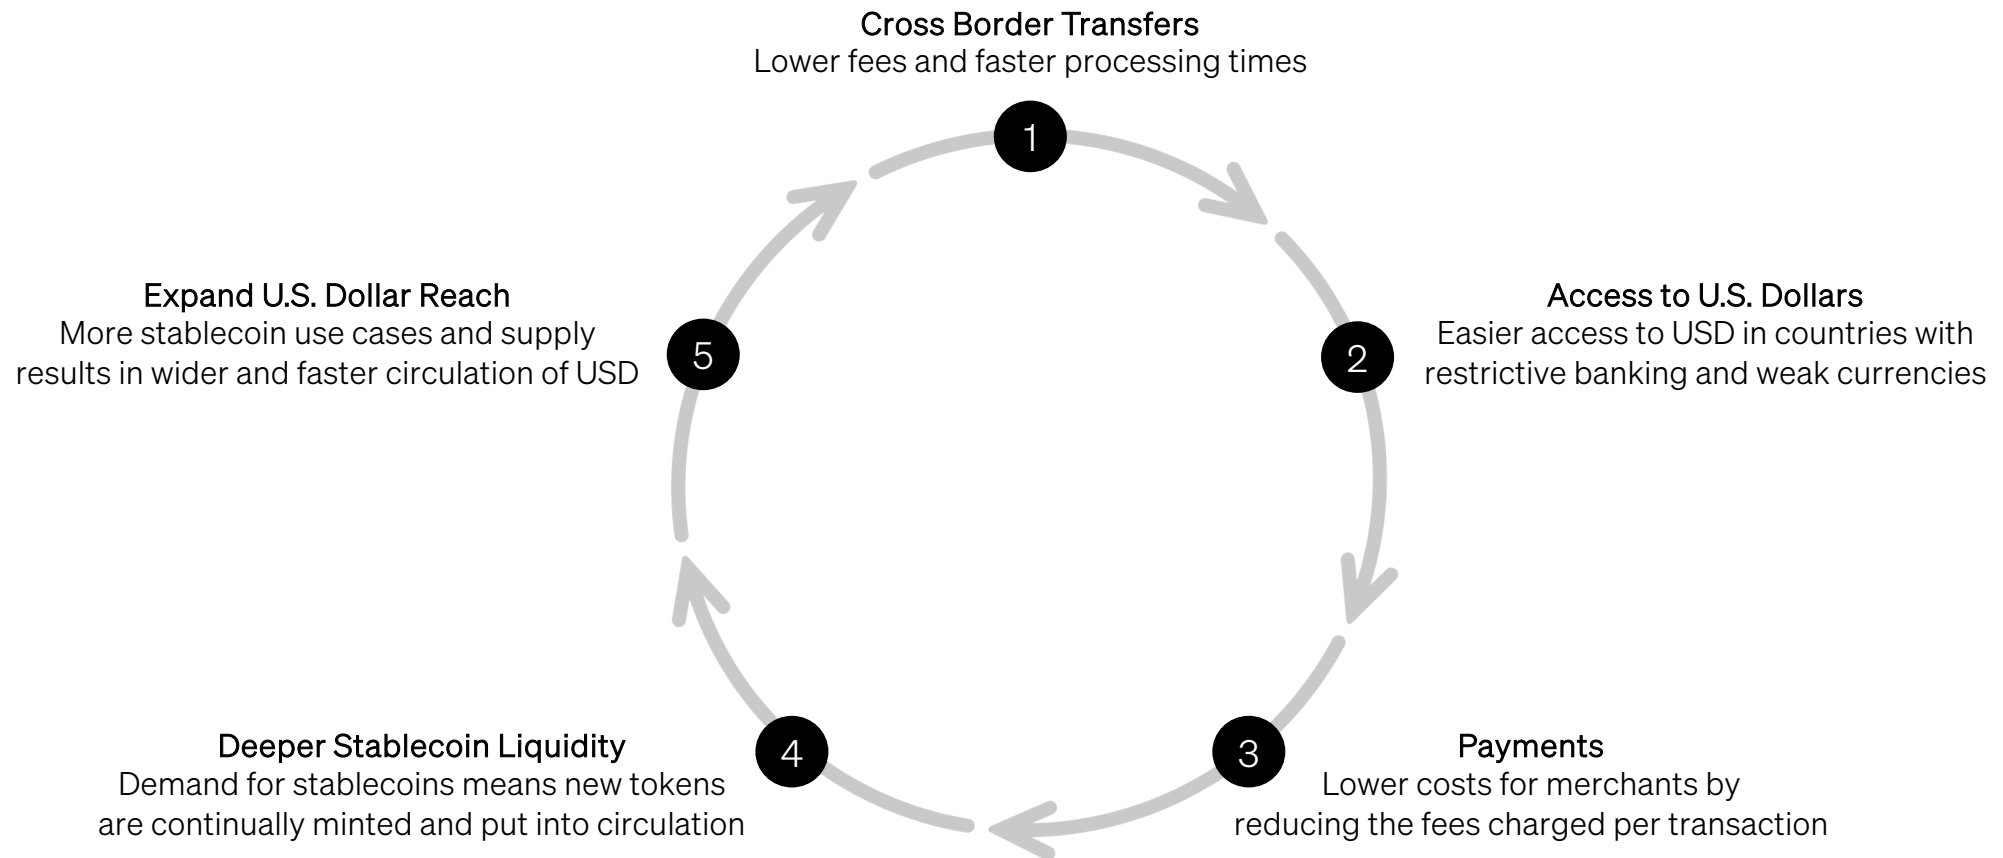 Cross Border Transfers
Lower fees and faster processing times
1
Access to U.S. Dollars
Easier access to USD in countries with
restrictive banking and weak currencies
2
Payments
Lower costs for merchants by
reducing the fees charged per transaction
3
Deeper Stablecoin Liquidity
Demand for stablecoins means new tokens
are continually minted and put into circulation
4
Expand U.S. Dollar Reach
More stablecoin use cases and supply
results in wider and faster circulation of USD
5